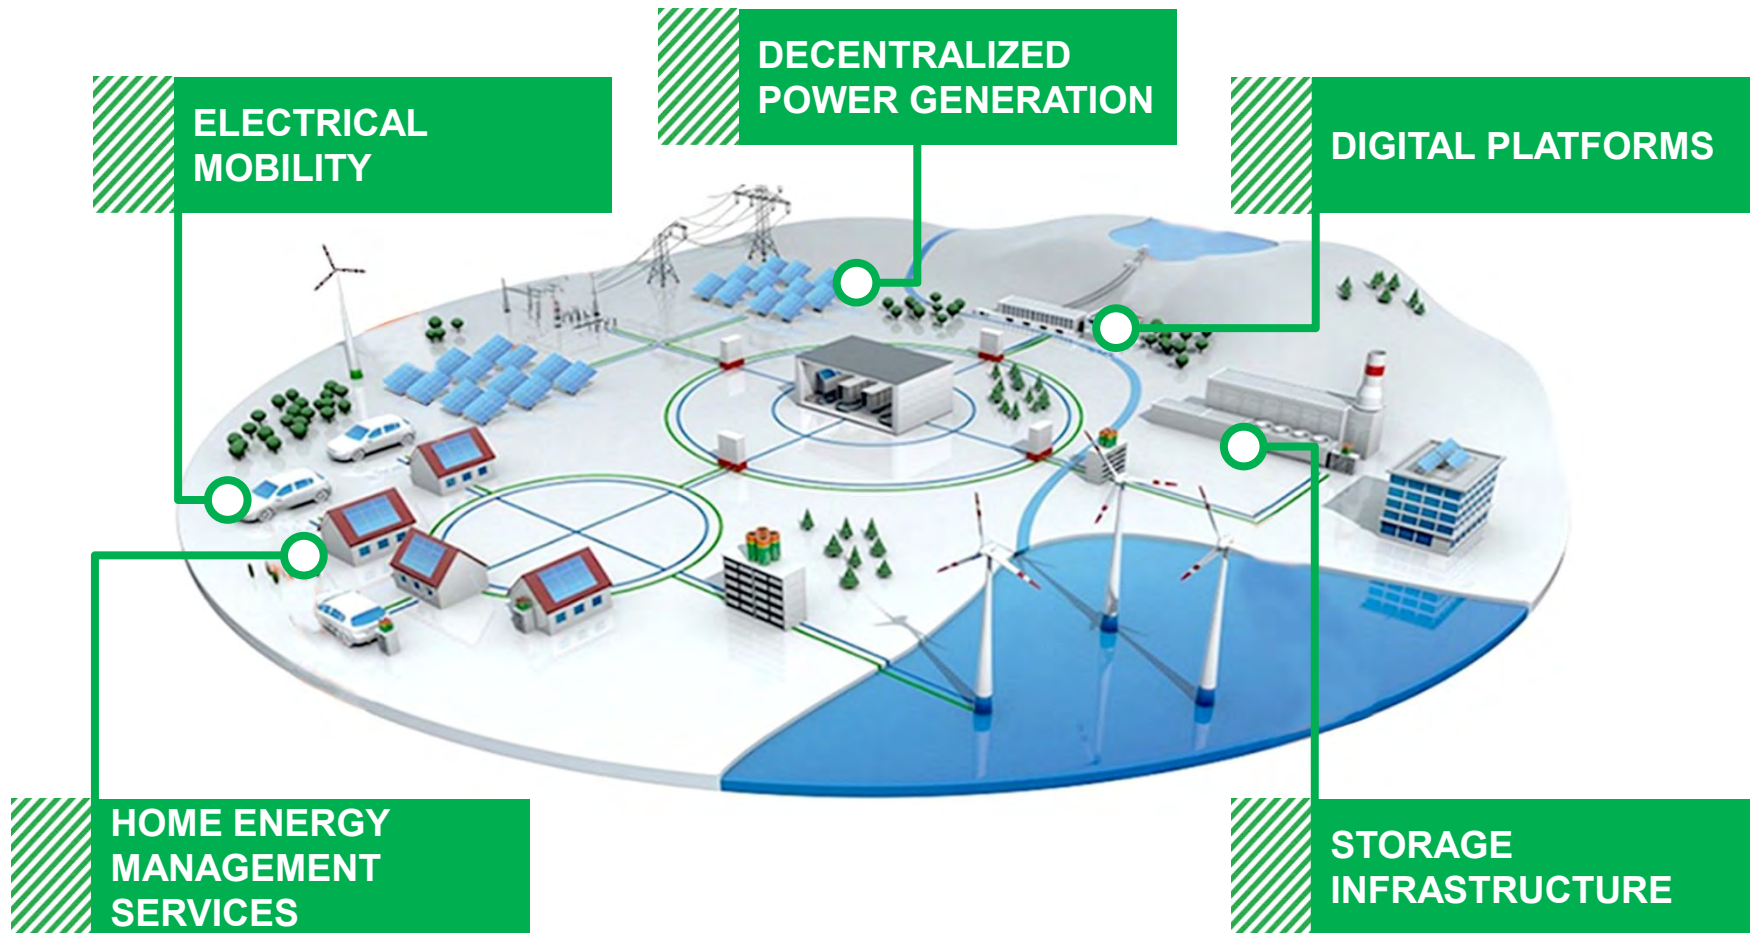 DECENTRALIZED
POWER GENERATION
ELECTRICAL
MOBILITY
DIGITAL PLATFORMS
HOME ENERGY
MANAGEMENT
SERVICES
STORAGE
INFRASTRUCTURE